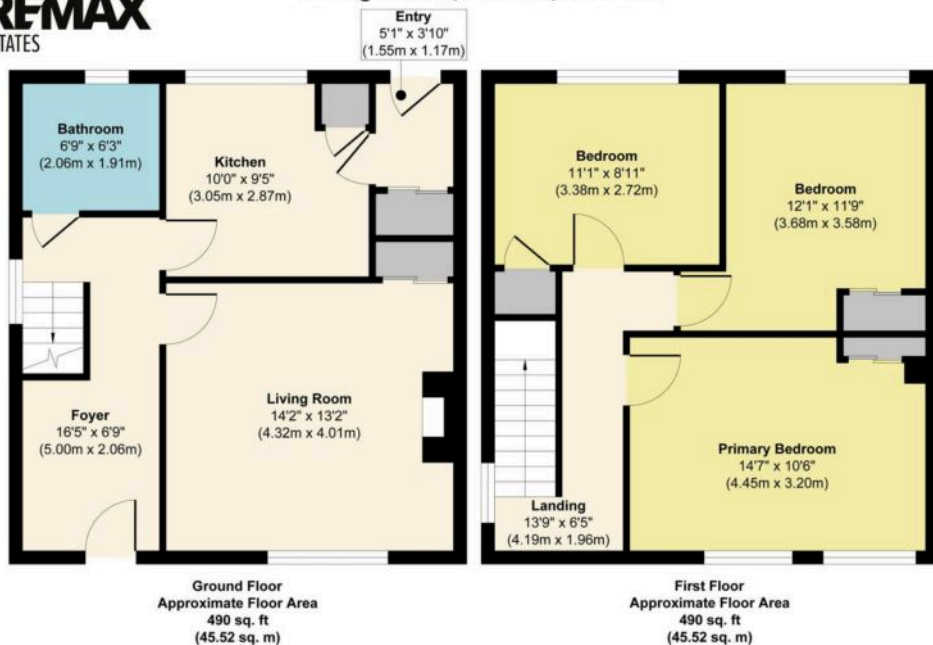 REMAX
TATES
Entry
5'1" x 3'10"
(1.55m x 1.17m)
Bathroom
6'9" x 6'3"
(2.06m x 1.91m)
Kitchen
10'0" x 9'5"
(3.05m x 2.87m)
Foyer
16'5" x 6'9"
(5.00m x 2.06m)
Living Room
14'2" x 13'2"
(4.32m x 4.01m)
Ground Floor
Approximate Floor Area
490 sq. ft
(45.52 sq. m)
Bedroom
11'1" x 8'11"
(3.38m x 2.72m)
Bedroom
12'1" x 11'9"
(3.68m x 3.58m)
Primary Bedroom
14'7" x 10'6"
(4.45m x 3.20m)
Landing
13'9" x 6'5"
(4.19m x 1.96m)
First Floor
Approximate Floor Area
490 sq. ft
(45.52 sq. m)